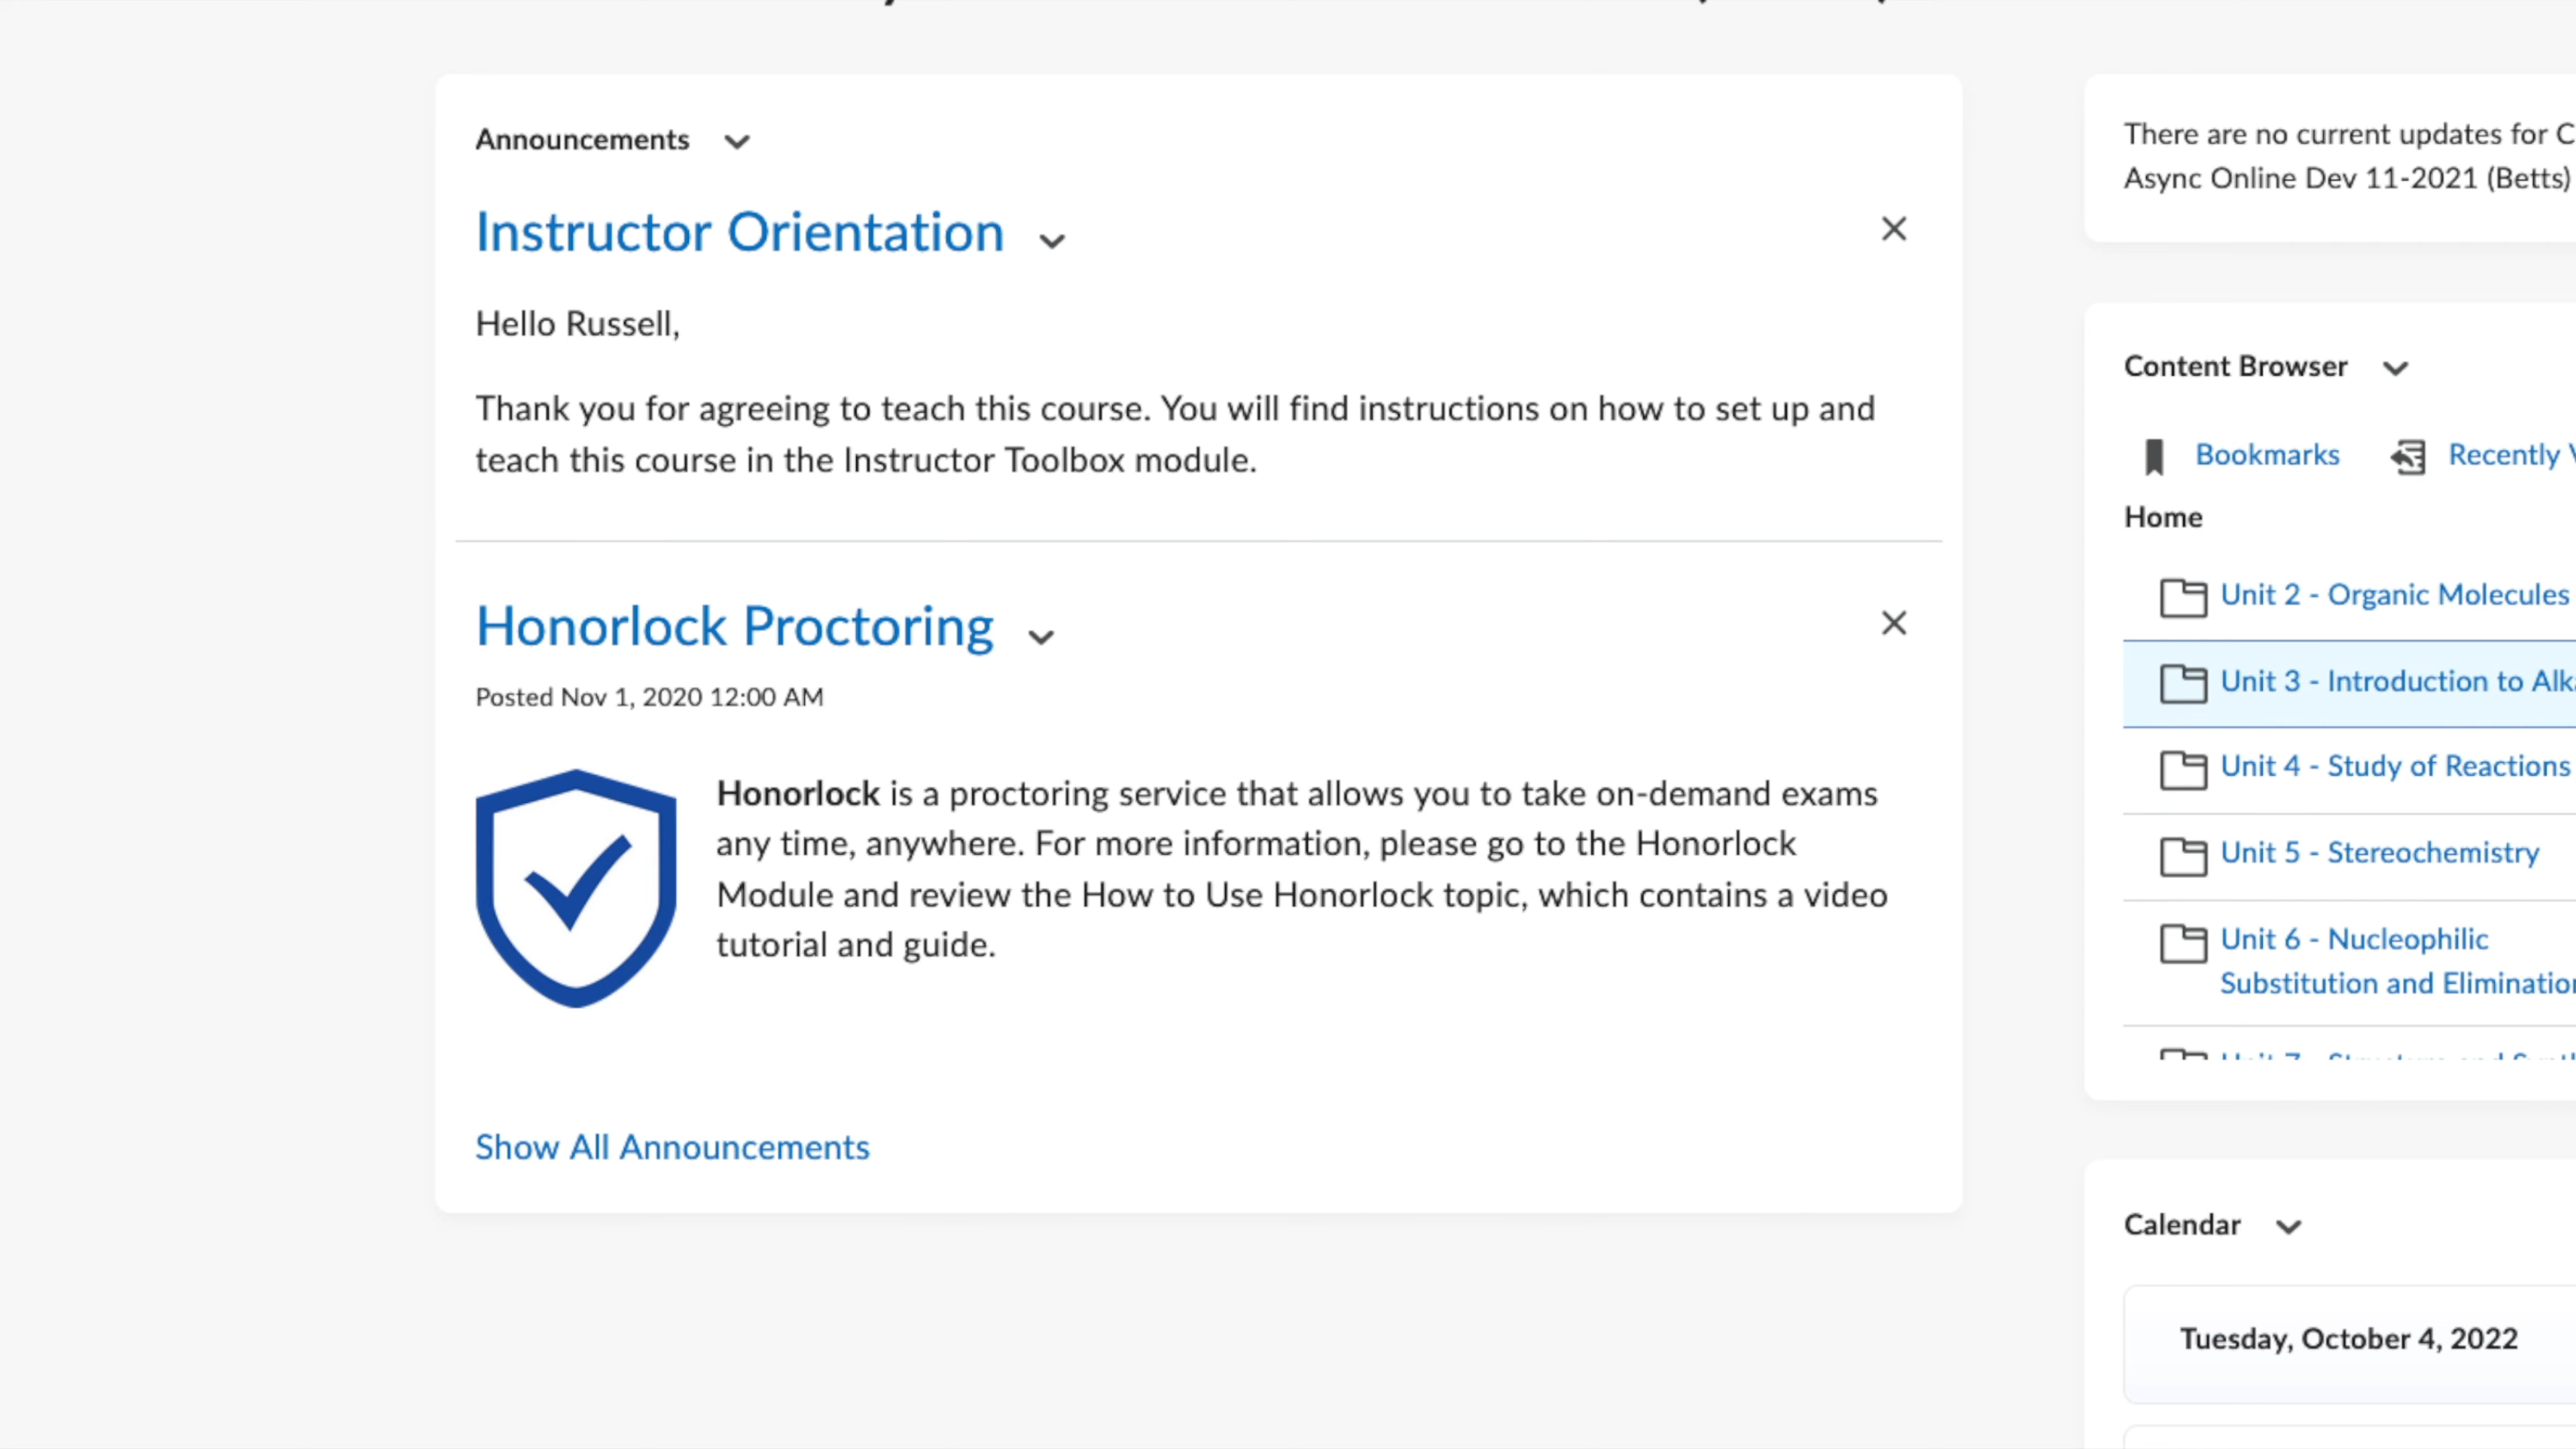 Announcements
Instructor Orientation
Hello Russell,
Thank you for agreeing to teach this course. You will find instructions on how to set up and
teach this course in the Instructor Toolbox module.
Honorlock Proctoring
Posted Nov 1, 2020 12:00 AM
Honorlock is a proctoring service that allows you to take on-demand exams
any time, anywhere. For more information, please go to the Honorlock
Module and review the How to Use Honorlock topic, which contains a video
tutorial and guide.
Show All Announcements
There are no current updates for C
Async Online Dev 11-2021 (Betts)
Content Browser
Bookmarks
Recently
Home
Unit 2 - Organic Molecules
Unit 3 - Introduction to Alk
Unit 4 - Study of Reactions
Unit 5 - Stereochemistry
Unit 6 - Nucleophilic
Substitution and Elimination
Calendar
Tuesday, October 4, 2022